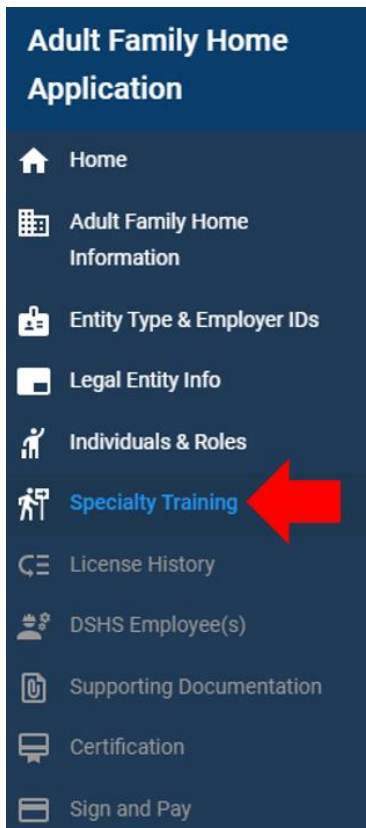 Adult Family Home
Application
Home
Adult Family Home
Information
Entity Type & Employer IDs
Legal Entity Info
Individuals & Roles
Specialty Training
License History
DSHS Employee(s)
Supporting Documentation
Certification
Sign and Pay